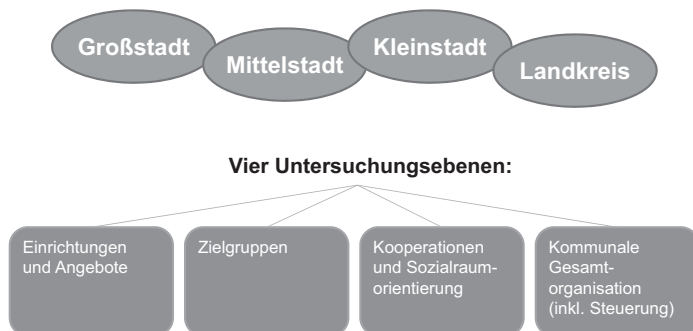 Großstadt
Mittelstadt
Kleinstadt
Landkreis
Vier Untersuchungsebenen:
Einrichtungen
und Angebote
Zielgruppen
Kooperationen
und Sozialraum-
orientierung
Kommunale
Gesamt-
organisation
(inkl. Steuerung)